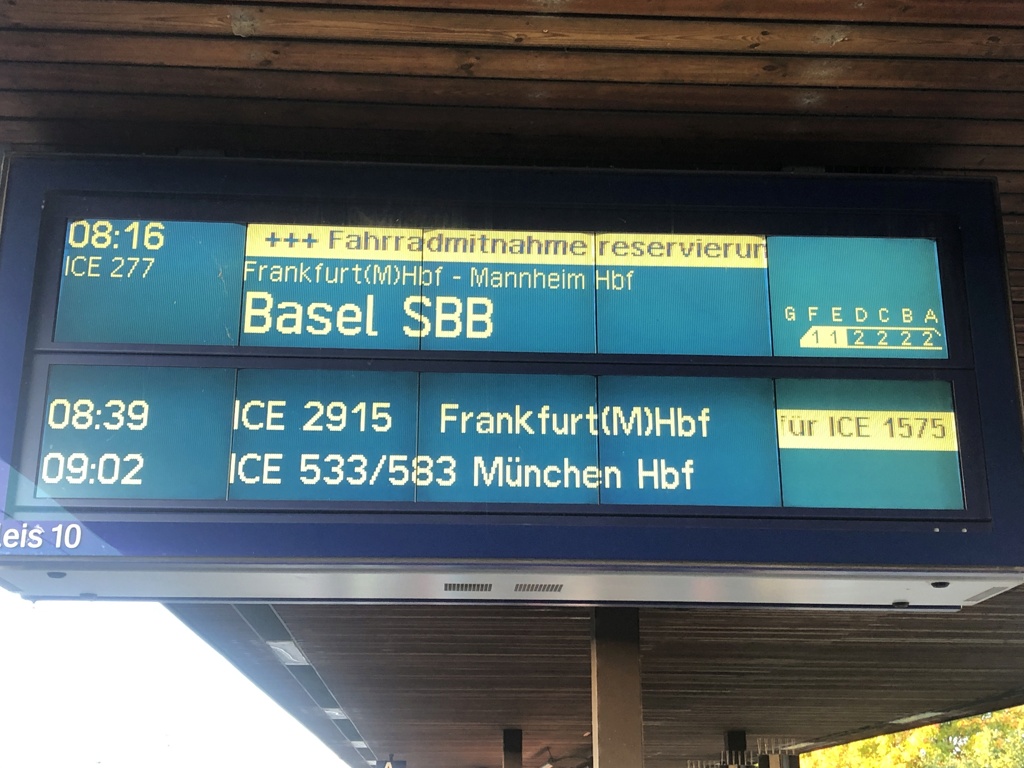 08:16
+++ Fahrradmitnahme reservierun
ICE 277
Frankfurt(M)Hbf - Mannheim Hbf
Basel SBB
G F E D C B A
1 1 2 2 2 2
08:39 ICE 2915 Frankfurt(M)Hbf
für ICE 1575
09:02 ICE 533/583 München Hbf
leis 10